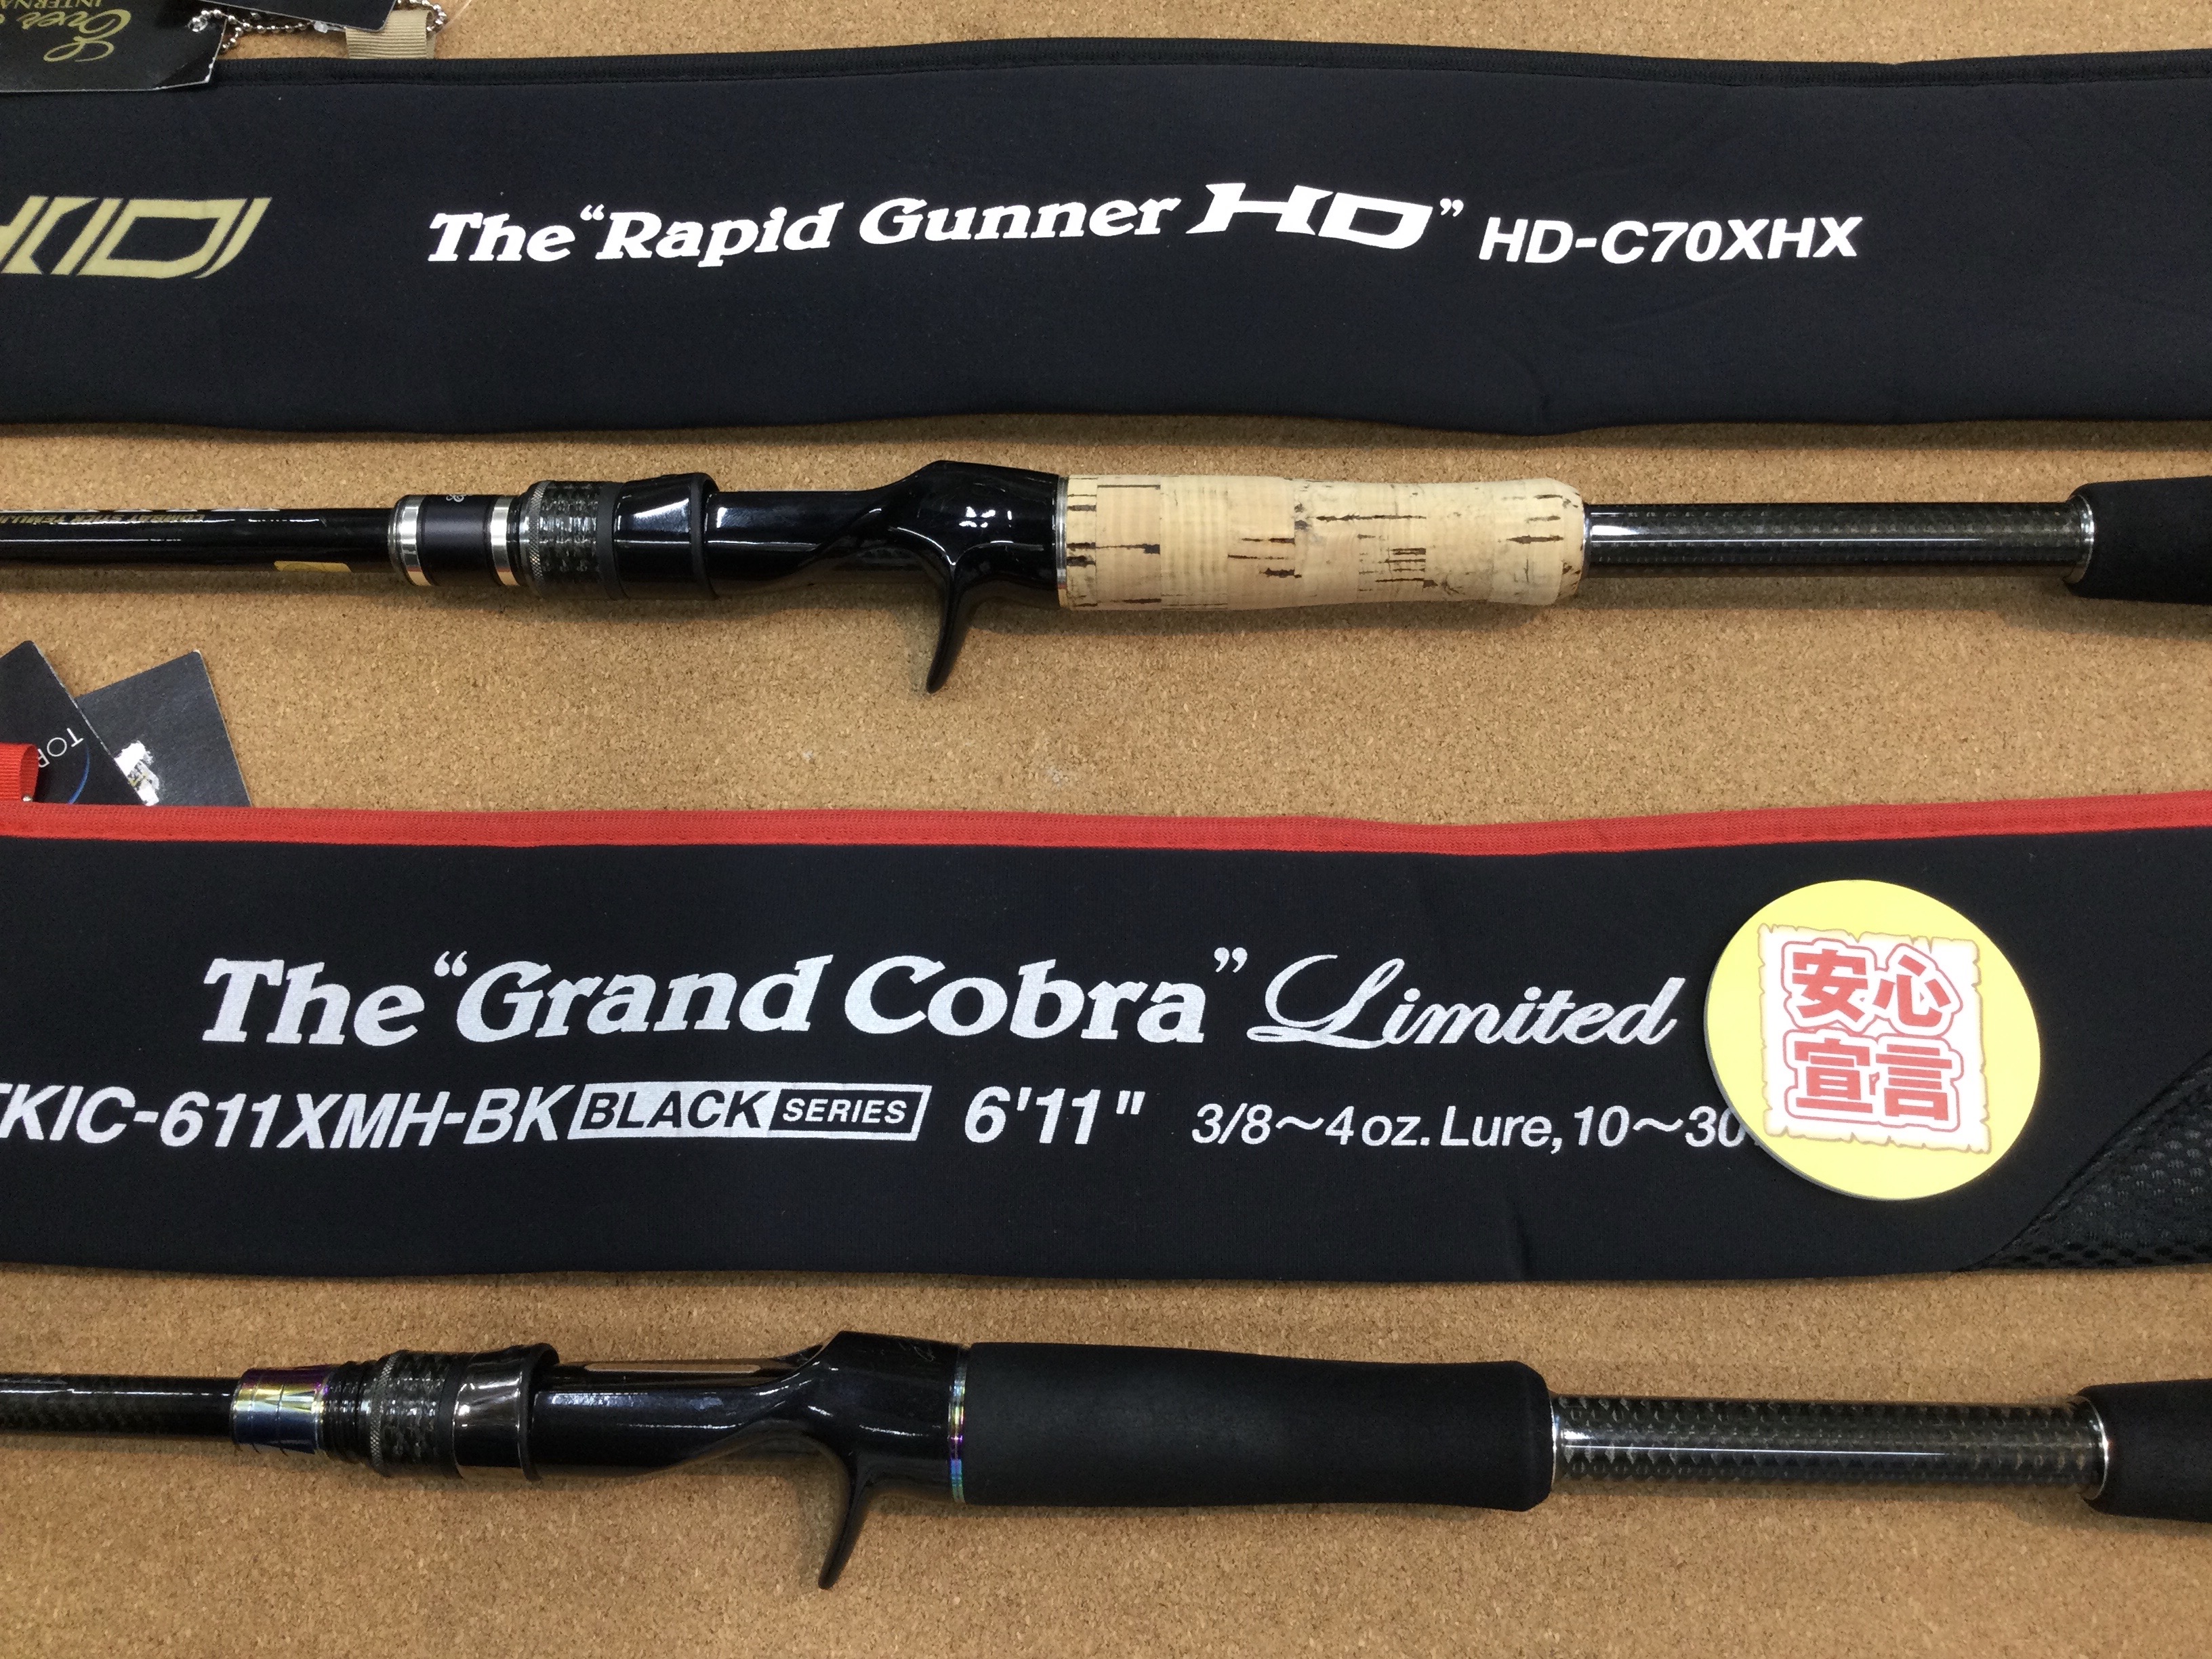 The “Rapid Gunner HD” HD-C70XHX
The “Grand Cobra” Limited
TKIC-611XMH-BK BLACK SERIES 6'11" 3/8〜4oz. Lure, 10〜30
安心
宣言